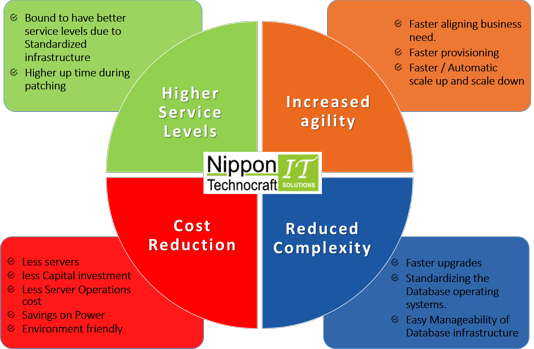 Bound to have better
service levels due to
Standardized
infrastructure
Higher up time during
patching
Faster aligning business
need.
Faster provisioning
Faster / Automatic
scale up and scale down
Higher
Service
Levels
Increased
agility
Nippon
Technocraft
IT
SOLUTIONS
Cost
Reduction
Reduced
Complexity
Less servers
less Capital investment
Less Server Operations
cost
Savings on Power
Environment friendly
Faster upgrades
Standardizing the
Database operating
systems.
Easy Manageability of
Database infrastructure